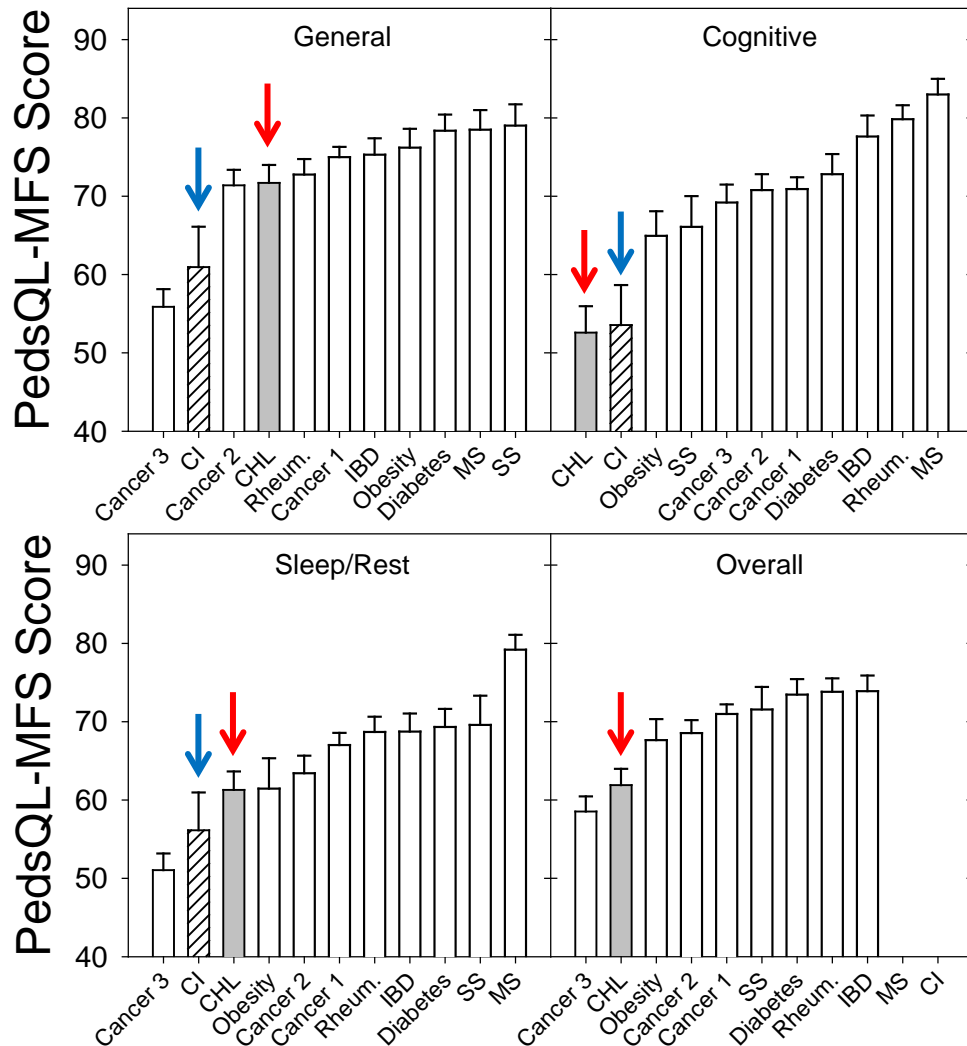 General
Cognitive
PedsQL-MFS Score
90
80
70
60
50
40
Cancer 3
CI
Cancer 2
CHL
Rheum.
Cancer 1
IBD
Obesity
Diabetes
MS
SS
CHL
CI
Obesity
SS
Cancer 3
Cancer 2
Cancer 1
Diabetes
IBD
Rheum.
MS
Sleep/Rest
Overall
PedsQL-MFS Score
90
80
70
60
50
40
Cancer 3
CI
CHL
Obesity
Cancer 2
Cancer 1
Rheum.
IBD
Diabetes
SS
MS
Cancer 3
CHL
Obesity
Cancer 2
Cancer 1
SS
Diabetes
Rheum.
IBD
MS
CI